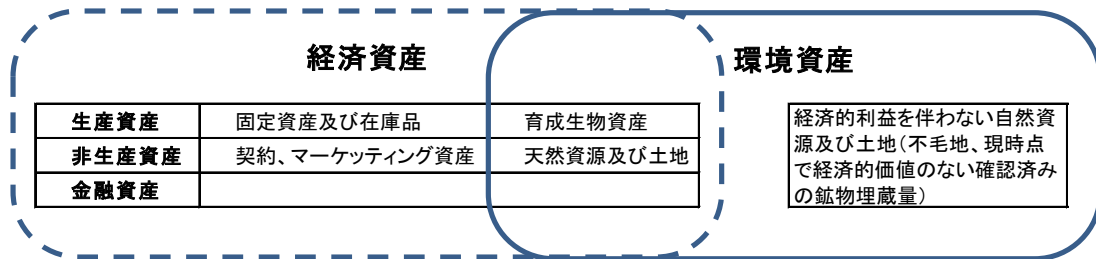 経済資産
環境資産
生産資産 固定資産及び在庫品 育成生物資産
非生産資産 契約、マーケッティング資産 天然資源及び土地
金融資産
経済的利益を伴わない自然資
源及び土地(不毛地、現時点
で経済的価値のない確認済み
の鉱物埋蔵量)